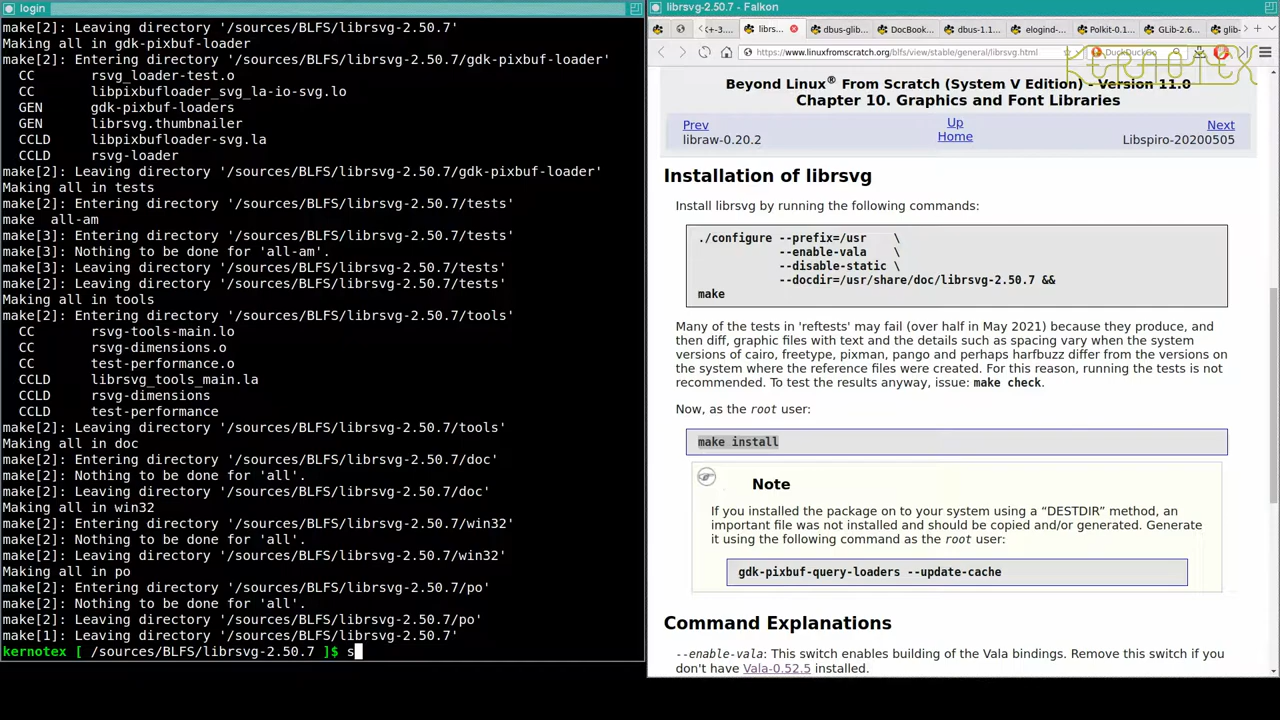 login
make[2]: Leaving directory '/sources/BLFS/librsvg-2.50.7'
Making all in gdk-pixbuf-loader
make[2]: Entering directory '/sources/BLFS/librsvg-2.50.7/gdk-pixbuf-loader'
  CC       rsvg_loader-test.o
  CC       libpixbufloader_svg_la-io-svg.lo
  GEN      gdk-pixbuf-loaders
  GEN      librsvg.thumbnailer
  CCLD     libpixbufloader-svg.la
  CCLD     rsvg-loader
make[2]: Leaving directory '/sources/BLFS/librsvg-2.50.7/gdk-pixbuf-loader'
Making all in tests
make[2]: Entering directory '/sources/BLFS/librsvg-2.50.7/tests'
make  all-am
make[3]: Entering directory '/sources/BLFS/librsvg-2.50.7/tests'
make[3]: Nothing to be done for 'all-am'.
make[3]: Leaving directory '/sources/BLFS/librsvg-2.50.7/tests'
make[2]: Leaving directory '/sources/BLFS/librsvg-2.50.7/tests'
Making all in tools
make[2]: Entering directory '/sources/BLFS/librsvg-2.50.7/tools'
  CC       rsvg-tools-main.lo
  CC       rsvg-dimensions.o
  CC       test-performance.o
  CCLD     librsvg_tools_main.la
  CCLD     rsvg-dimensions
  CCLD     test-performance
make[2]: Leaving directory '/sources/BLFS/librsvg-2.50.7/tools'
Making all in doc
make[2]: Entering directory '/sources/BLFS/librsvg-2.50.7/doc'
make[2]: Nothing to be done for 'all'.
make[2]: Leaving directory '/sources/BLFS/librsvg-2.50.7/doc'
Making all in win32
make[2]: Entering directory '/sources/BLFS/librsvg-2.50.7/win32'
make[2]: Nothing to be done for 'all'.
make[2]: Leaving directory '/sources/BLFS/librsvg-2.50.7/win32'
Making all in po
make[2]: Entering directory '/sources/BLFS/librsvg-2.50.7/po'
make[2]: Nothing to be done for 'all'.
make[2]: Leaving directory '/sources/BLFS/librsvg-2.50.7/po'
make[1]: Leaving directory '/sources/BLFS/librsvg-2.50.7'
kernotex [ /sources/BLFS/librsvg-2.50.7 ]$ s
librsvg-2.50.7 - Falkon
<+-3. librs dbus-glib DocBook dbus-1.1 elogind- Polkit-0.1 GLib-2.6 glib-
https://www.linuxfromscratch.org/blfs/view/stable/general/librsvg.html DuckDuckGo
KERNOTEX
Beyond Linux® From Scratch (System V Edition) - Version 11.0
Chapter 10. Graphics and Font Libraries
Prev Up Next
libraw-0.20.2 Home Libspiro-20200505
Installation of librsvg
Install librsvg by running the following commands:
./configure --prefix=/usr    \
            --enable-vala    \
            --disable-static \
            --docdir=/usr/share/doc/librsvg-2.50.7 &&
make
Many of the tests in 'reftests' may fail (over half in May 2021) because they produce, and
then diff, graphic files with text and the details such as spacing vary when the system
versions of cairo, freetype, pixman, pango and perhaps harfbuzz differ from the versions on
the system where the reference files were created. For this reason, running the tests is not
recommended. To test the results anyway, issue: make check.
Now, as the root user:
make install
Note
If you installed the package on to your system using a “DESTDIR” method, an
important file was not installed and should be copied and/or generated. Generate
it using the following command as the root user:
gdk-pixbuf-query-loaders --update-cache
Command Explanations
--enable-vala: This switch enables building of the Vala bindings. Remove this switch if you
don't have Vala-0.52.5 installed.